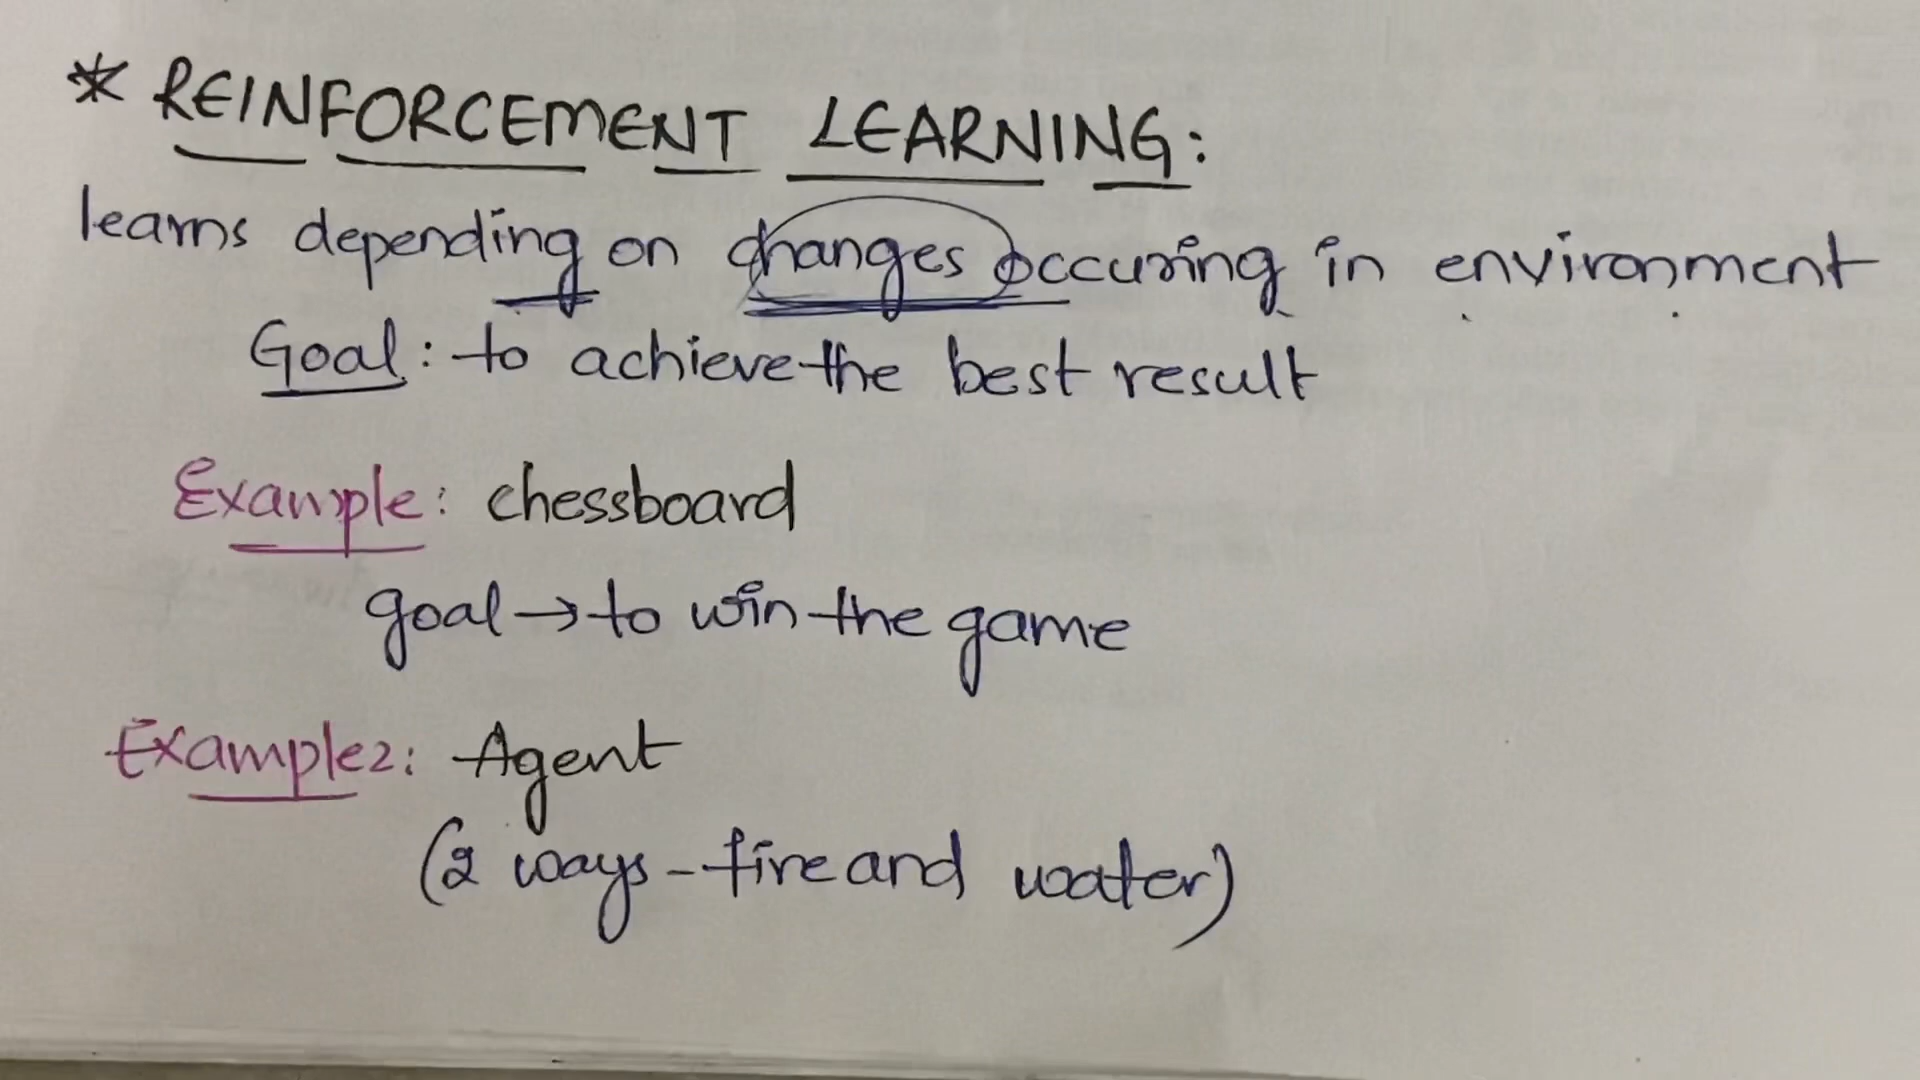 * REINFORCEMENT LEARNING:
learns depending on changes occuring in environment
Goal: to achieve the best result
Example: chessboard
goal → to win the game
Example2: Agent
(2 ways - fire and water)